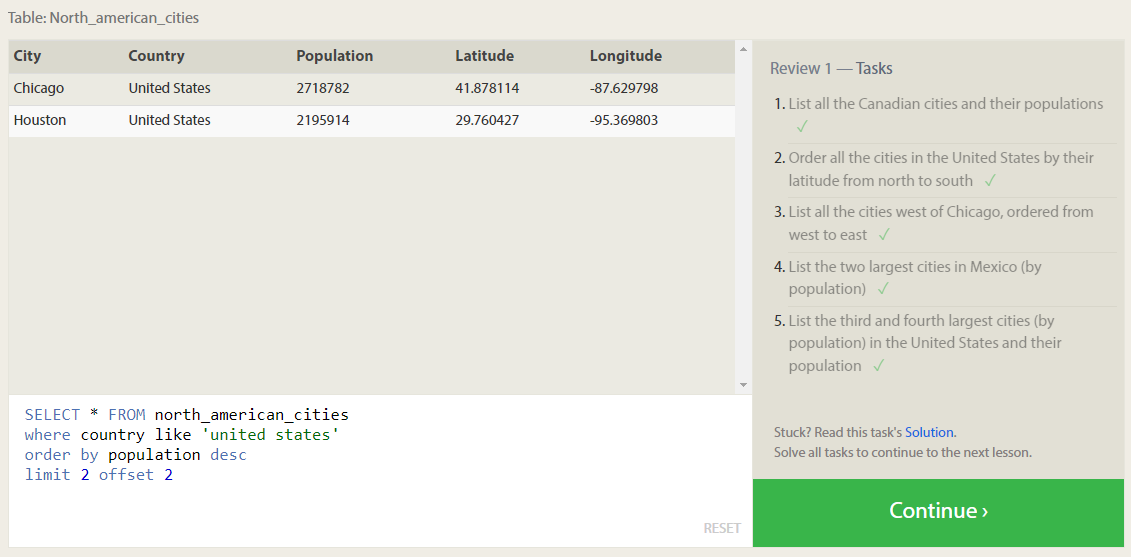 Table: North_american_cities
City Country Population Latitude Longitude
Chicago United States 2718782 41.878114 -87.629798
Houston United States 2195914 29.760427 -95.369803
SELECT * FROM north_american_cities
where country like 'united states'
order by population desc
limit 2 offset 2
RESET
Review 1 — Tasks
1. List all the Canadian cities and their populations
✓
2. Order all the cities in the United States by their
latitude from north to south ✓
3. List all the cities west of Chicago, ordered from
west to east ✓
4. List the two largest cities in Mexico (by
population) ✓
5. List the third and fourth largest cities (by
population) in the United States and their
population ✓
Stuck? Read this task's Solution.
Solve all tasks to continue to the next lesson.
Continue ›